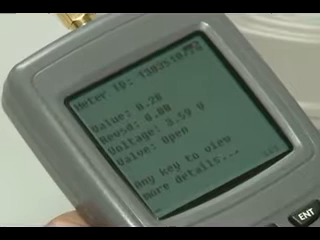 Meter ID:
Value: 0.28
0.00
Voltage: 3.59 V
Valve: Open
Any key to view
more details...
ENT